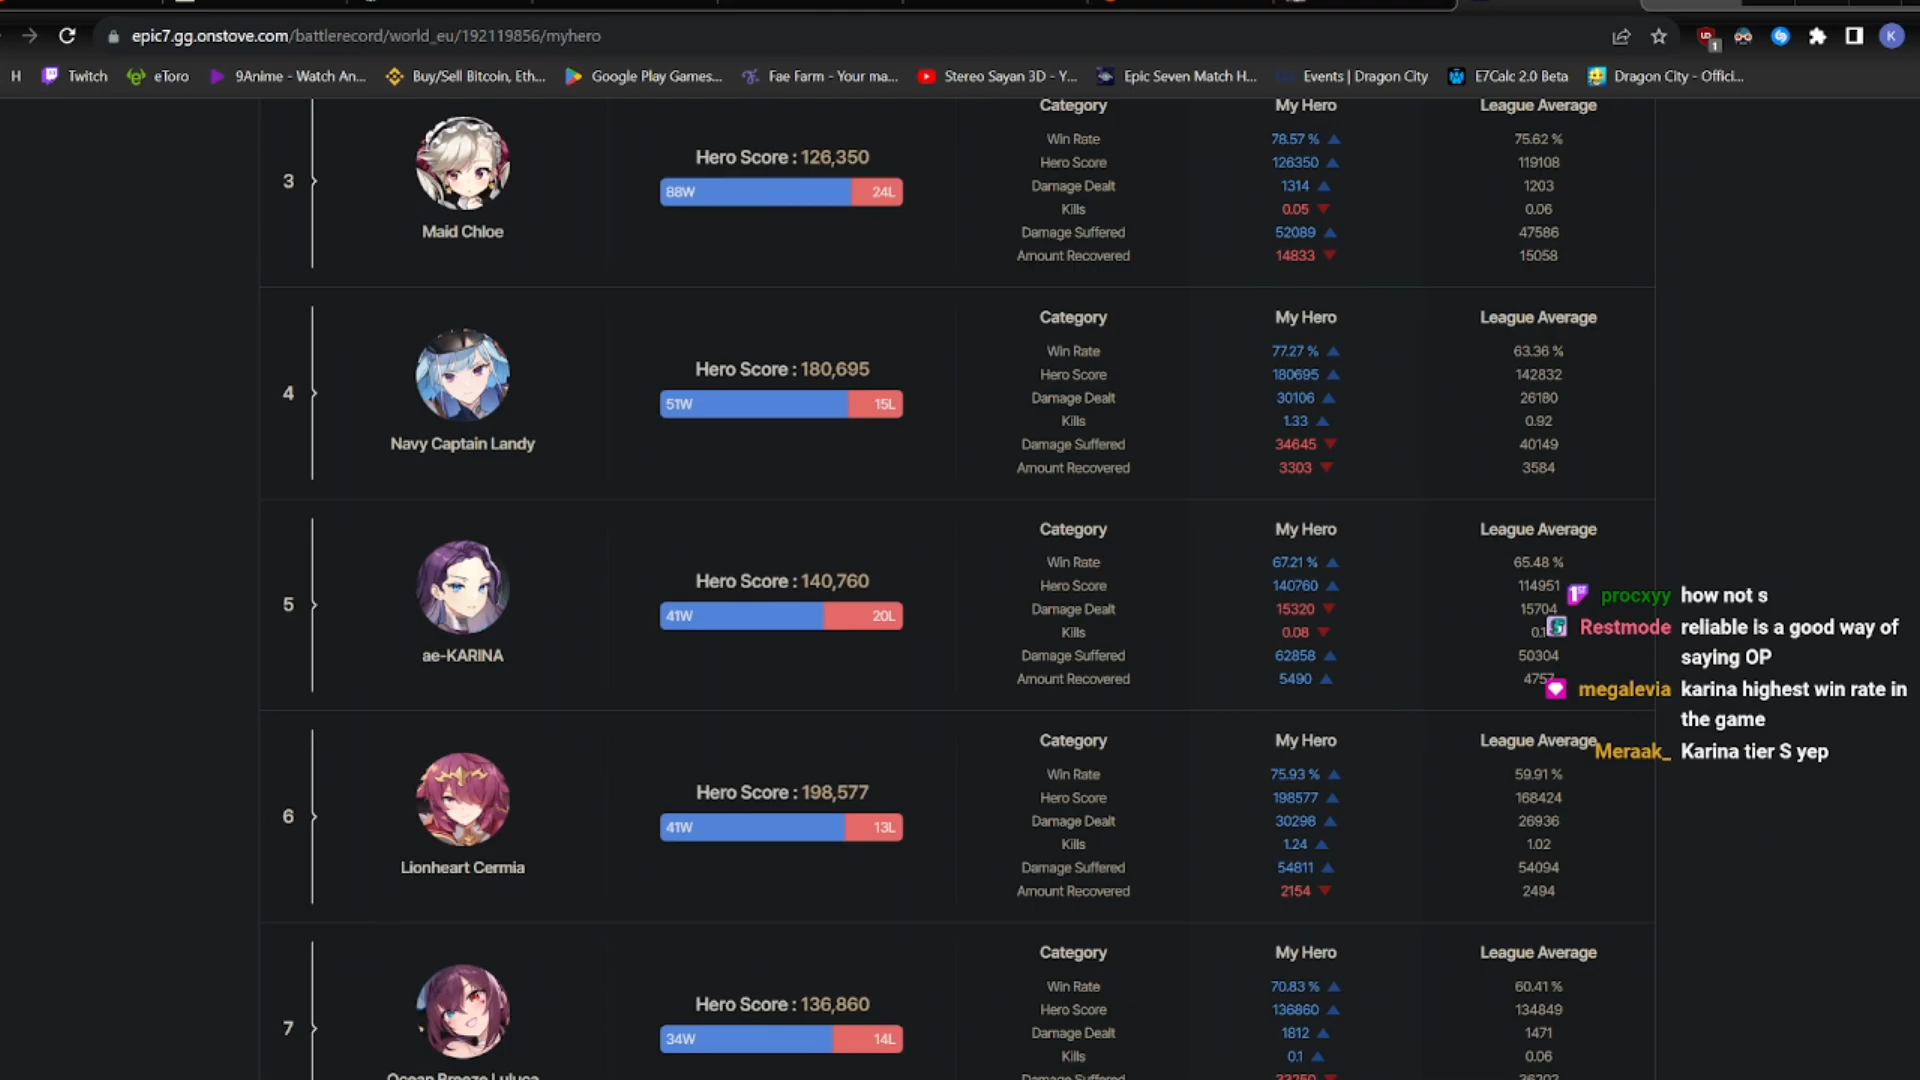 epic7.gg.onstove.com/battlerecord/world_eu/192119856/myhero
1
K
H Twitch eToro 9Anime - Watch An... Buy/Sell Bitcoin, Eth... Google Play Games... Fae Farm - Your ma... Stereo Sayan 3D - Y... Epic Seven Match H... Events | Dragon City E7Calc 2.0 Beta Dragon City - Offici...
3
Maid Chloe
Hero Score : 126,350
88W 24L
Category My Hero League Average
Win Rate 78.57 % 75.62 %
Hero Score 126350 119108
Damage Dealt 1314 1203
Kills 0.05 0.06
Damage Suffered 52089 47586
Amount Recovered 14833 15058
4
Navy Captain Landy
Hero Score : 180,695
51W 15L
Category My Hero League Average
Win Rate 77.27 % 63.36 %
Hero Score 180695 142832
Damage Dealt 30106 26180
Kills 1.33 0.92
Damage Suffered 34645 40149
Amount Recovered 3303 3584
5
ae-KARINA
Hero Score : 140,760
41W 20L
Category My Hero League Average
Win Rate 67.21 % 65.48 %
Hero Score 140760 114951
Damage Dealt 15320 15704
Kills 0.08
Damage Suffered 62858 50304
Amount Recovered 5490 4757
procxyy how not s
Restmode reliable is a good way of
saying OP
megalevia karina highest win rate in
the game
Meraak_ Karina tier S yep
6
Lionheart Cermia
Hero Score : 198,577
41W 13L
Category My Hero League Average
Win Rate 75.93 % 59.91 %
Hero Score 198577 168424
Damage Dealt 30298 26936
Kills 1.24 1.02
Damage Suffered 54811 54094
Amount Recovered 2154 2494
7
Ocean Breeze Luluca
Hero Score : 136,860
34W 14L
Category My Hero League Average
Win Rate 70.83 % 60.41 %
Hero Score 136860 134849
Damage Dealt 1812 1471
Kills 0.1 0.06
Damage Suffered